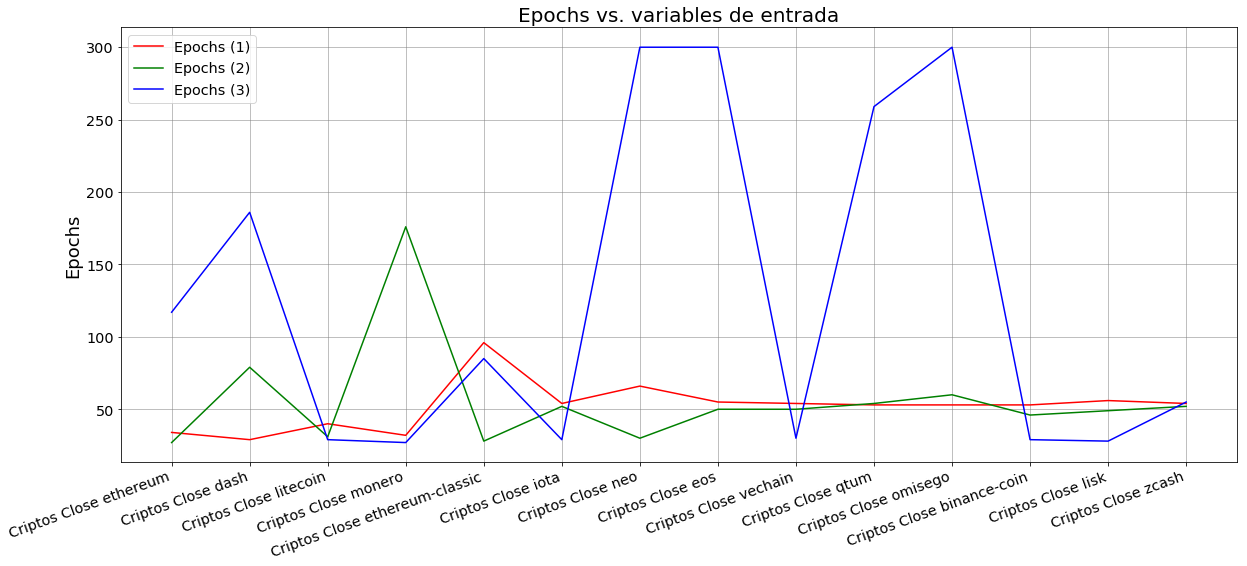 Epochs vs. variables de entrada
Epochs (1)
Epochs (2)
Epochs (3)
Epochs
300
250
200
150
100
50
Criptos Close ethereum
Criptos Close dash
Criptos Close litecoin
Criptos Close monero
Criptos Close ethereum-classic
Criptos Close iota
Criptos Close neo
Criptos Close eos
Criptos Close vechain
Criptos Close qtum
Criptos Close omisego
Criptos Close binance-coin
Criptos Close lisk
Criptos Close zcash